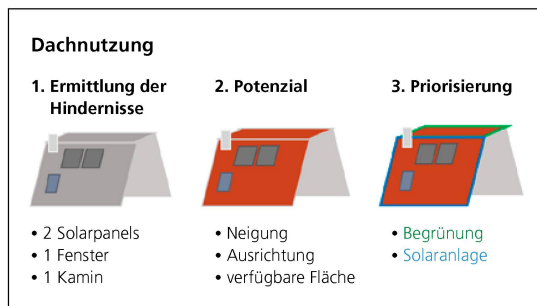 Dachnutzung
1. Ermittlung der
Hindernisse
• 2 Solarpanels
• 1 Fenster
• 1 Kamin
2. Potenzial
• Neigung
• Ausrichtung
• verfügbare Fläche
3. Priorisierung
• Begrünung
• Solaranlage